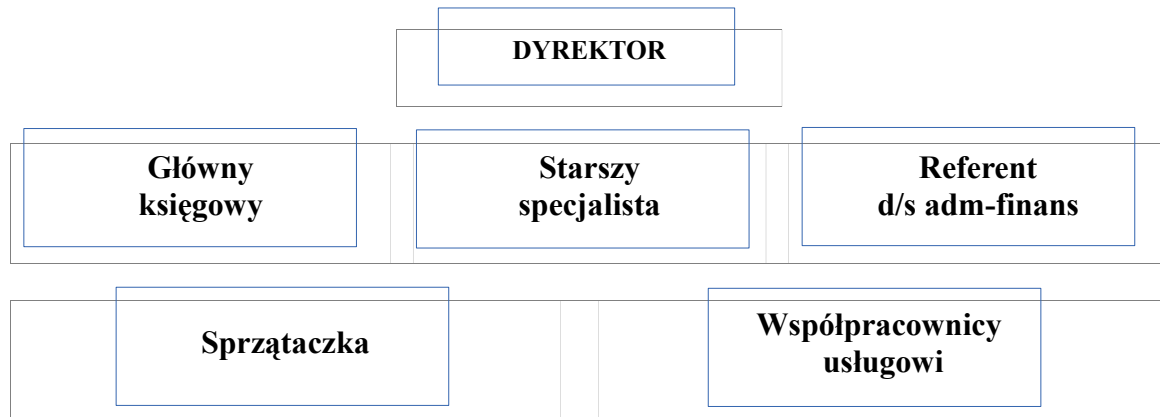 DYREKTOR
Główny
księgowy
Starszy
specjalista
Referent
d/s adm-finans
Sprzątaczka
Współpracownicy
usługowi